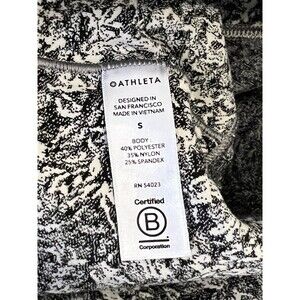 ATHLETA
DESIGNED IN
SAN FRANCISCO
MADE IN VIETNAM
S
BODY:
40% POLYESTER
35% NYLON
25% SPANDEX
RN 54023
Certified
B
Corporation